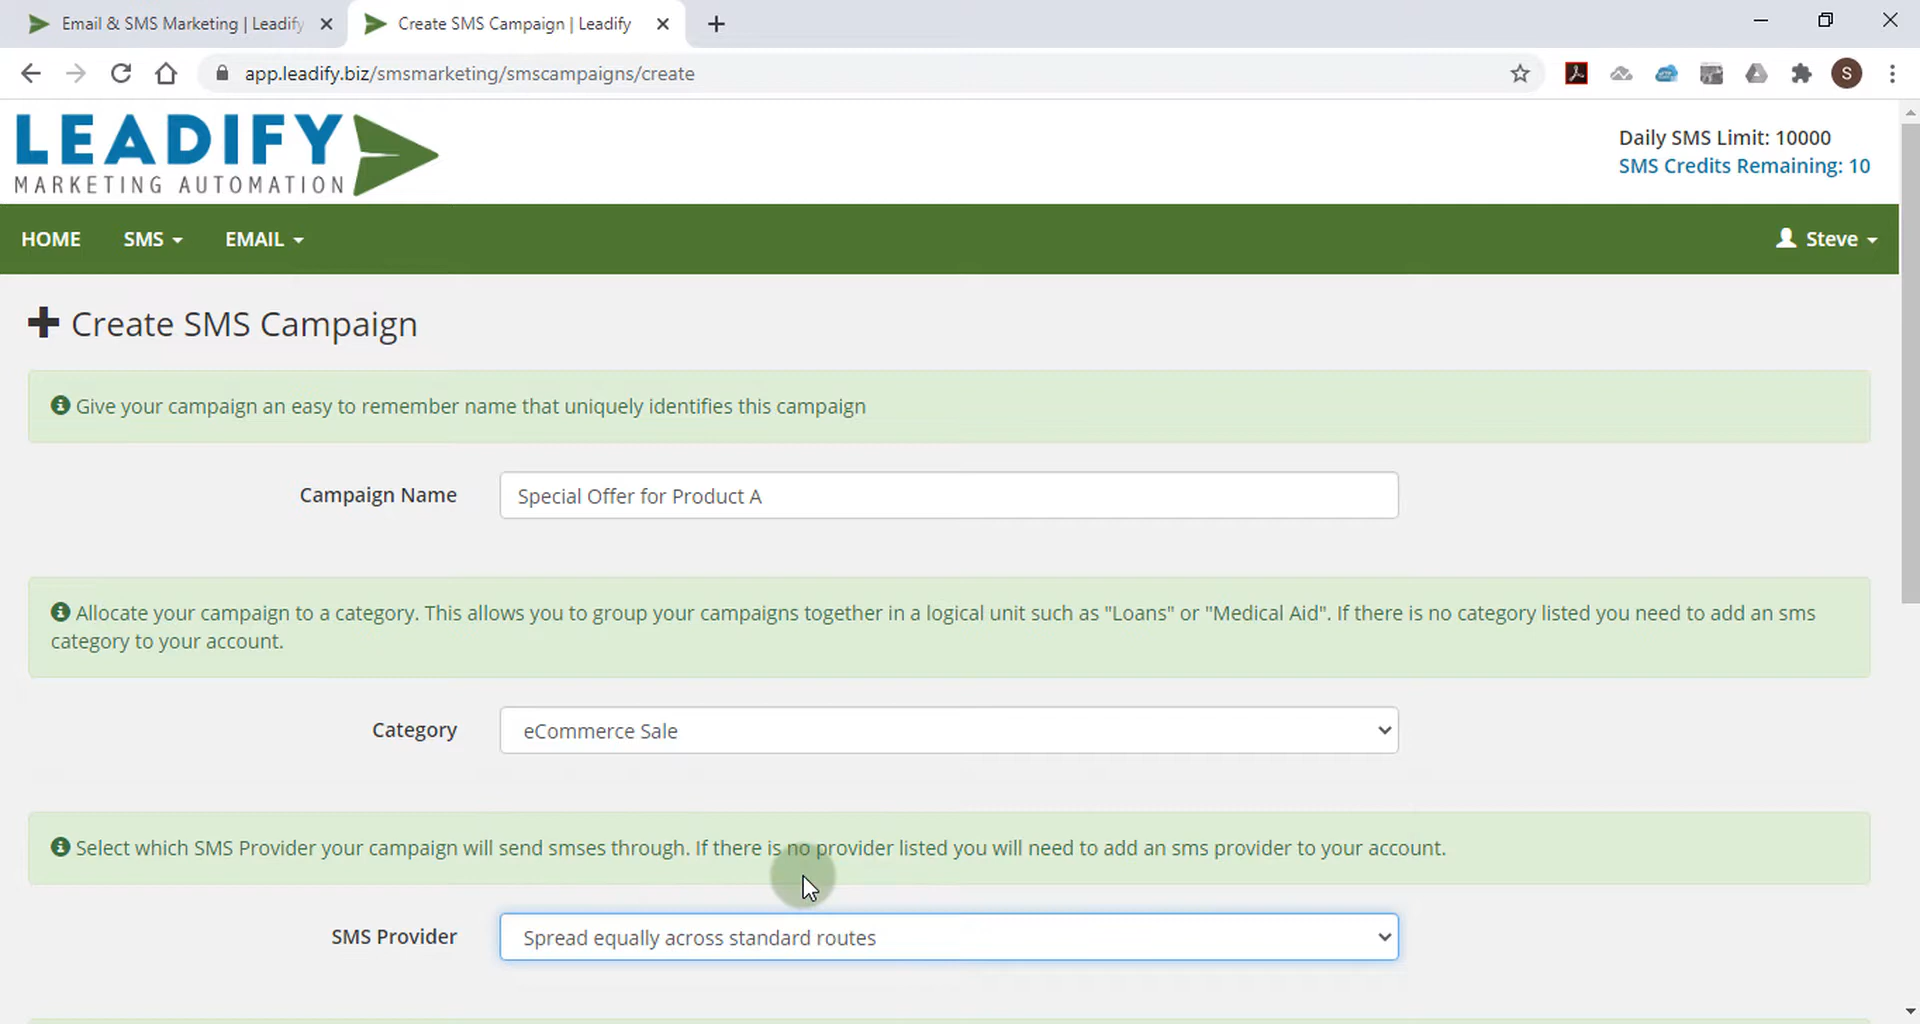 Email & SMS Marketing | Leadify
Create SMS Campaign | Leadify
app.leadify.biz/smsmarketing/smscampaigns/create
S
LEADIFY
MARKETING AUTOMATION
Daily SMS Limit: 10000
SMS Credits Remaining: 10
HOME SMS EMAIL Steve
Create SMS Campaign
Give your campaign an easy to remember name that uniquely identifies this campaign
Campaign Name Special Offer for Product A
Allocate your campaign to a category. This allows you to group your campaigns together in a logical unit such as "Loans" or "Medical Aid". If there is no category listed you need to add an sms
category to your account.
Category eCommerce Sale
Select which SMS Provider your campaign will send smses through. If there is no provider listed you will need to add an sms provider to your account.
SMS Provider Spread equally across standard routes